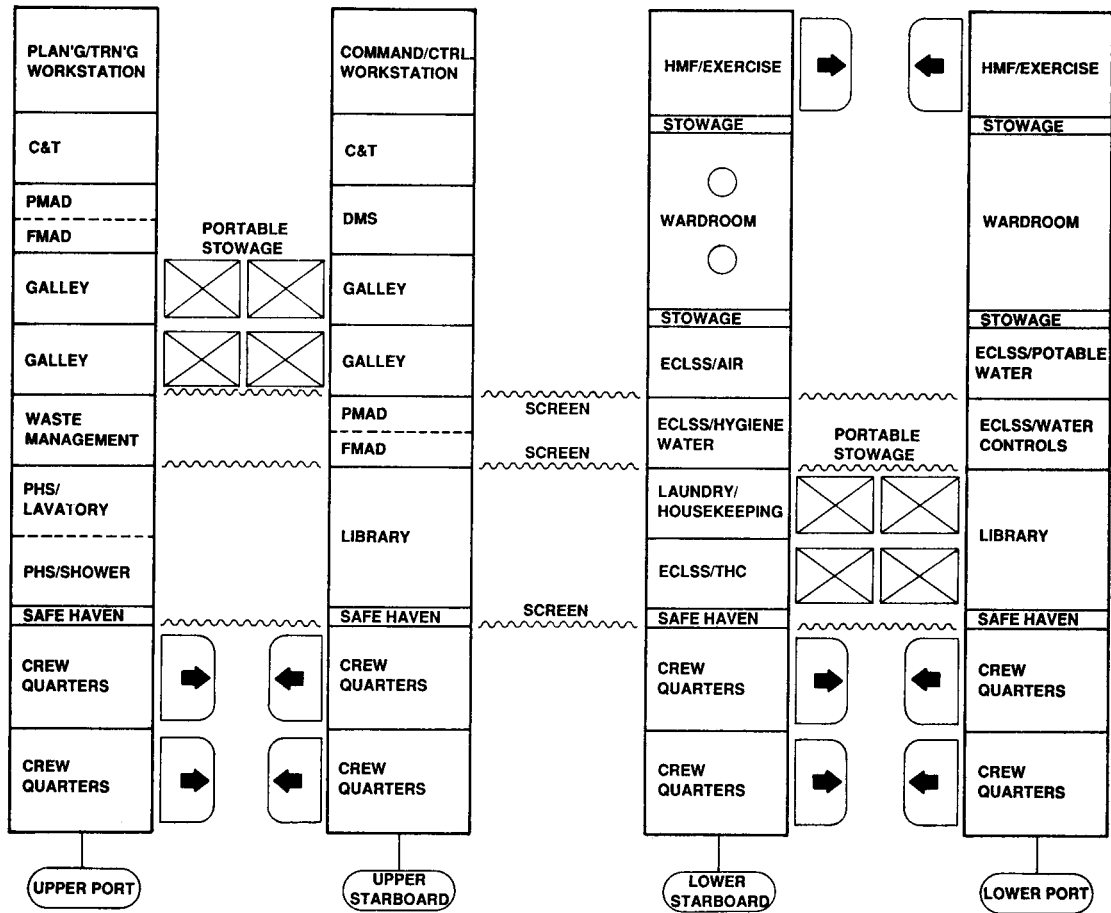 PLAN'G/TRN'G
WORKSTATION
C&T
PMAD
FMAD
GALLEY
GALLEY
WASTE
MANAGEMENT
PHS/
LAVATORY
PHS/SHOWER
SAFE HAVEN
CREW
QUARTERS
CREW
QUARTERS
UPPER PORT
PORTABLE
STOWAGE
COMMAND/CTRL
WORKSTATION
C&T
DMS
GALLEY
GALLEY
PMAD
FMAD
LIBRARY
SAFE HAVEN
CREW
QUARTERS
CREW
QUARTERS
UPPER
STARBOARD
SCREEN
SCREEN
SCREEN
HMF/EXERCISE
STOWAGE
WARDROOM
STOWAGE
ECLSS/AIR
ECLSS/HYGIENE
WATER
LAUNDRY/
HOUSEKEEPING
ECLSS/THC
SAFE HAVEN
CREW
QUARTERS
CREW
QUARTERS
LOWER
STARBOARD
PORTABLE
STOWAGE
HMF/EXERCISE
STOWAGE
WARDROOM
STOWAGE
ECLSS/POTABLE
WATER
ECLSS/WATER
CONTROLS
LIBRARY
SAFE HAVEN
CREW
QUARTERS
CREW
QUARTERS
LOWER PORT